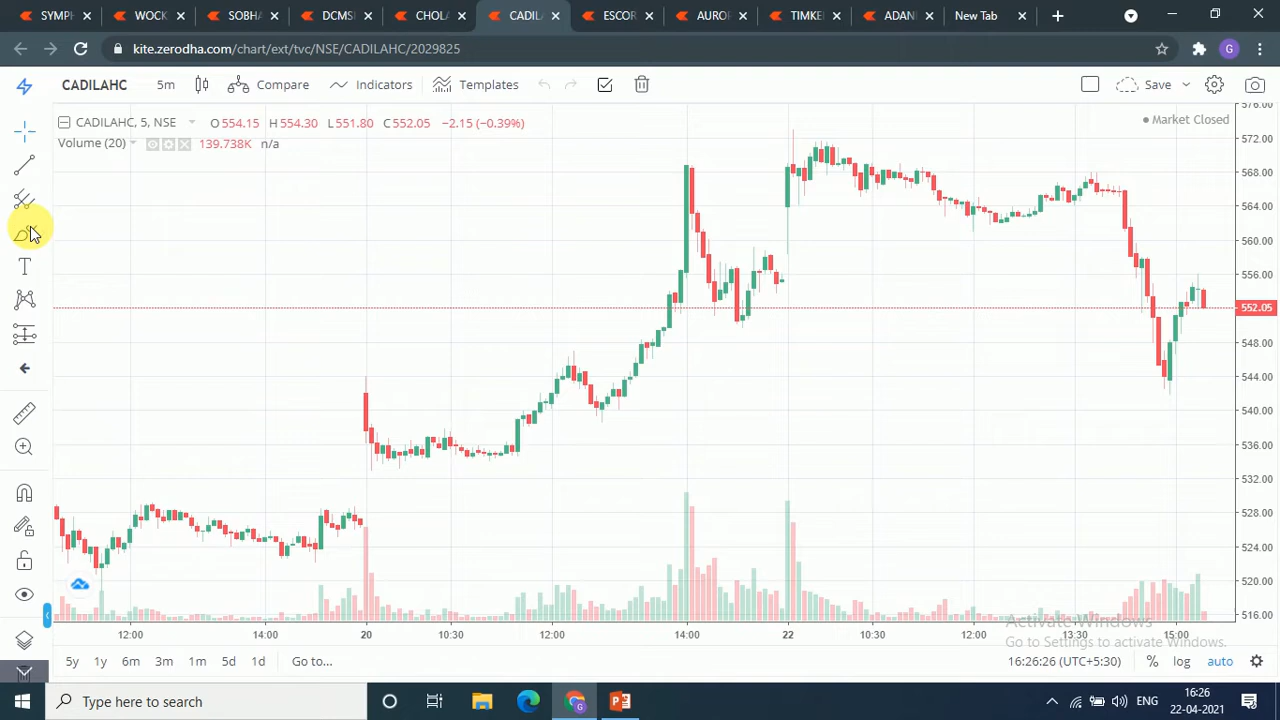 SYMPH
WOCK
SOBHA
DCMS
CHOLA
CADIL
ESCOR
AUROP
TIMKE
ADANI
New Tab
kite.zerodha.com/chart/ext/tvc/NSE/CADILAHC/2029825
G
CADILAHC
5m
Compare
Indicators
Templates
Save
CADILAHC, 5, NSE
O 554.15 H 554.30 L 551.80 C 552.05 −2.15 (−0.39%)
Market Closed
Volume (20)
139.738K n/a
576.00
572.00
568.00
564.00
560.00
556.00
552.05
548.00
544.00
540.00
536.00
532.00
528.00
524.00
520.00
516.00
T
12:00 14:00 20 10:30 12:00 14:00 22 10:30 12:00 13:30 15:00
Activate Windows
Go to Settings to activate Windows.
5y 1y 6m 3m 1m 5d 1d Go to...
16:26:26 (UTC+5:30) % log auto
Type here to search
ENG
16:26
22-04-2021